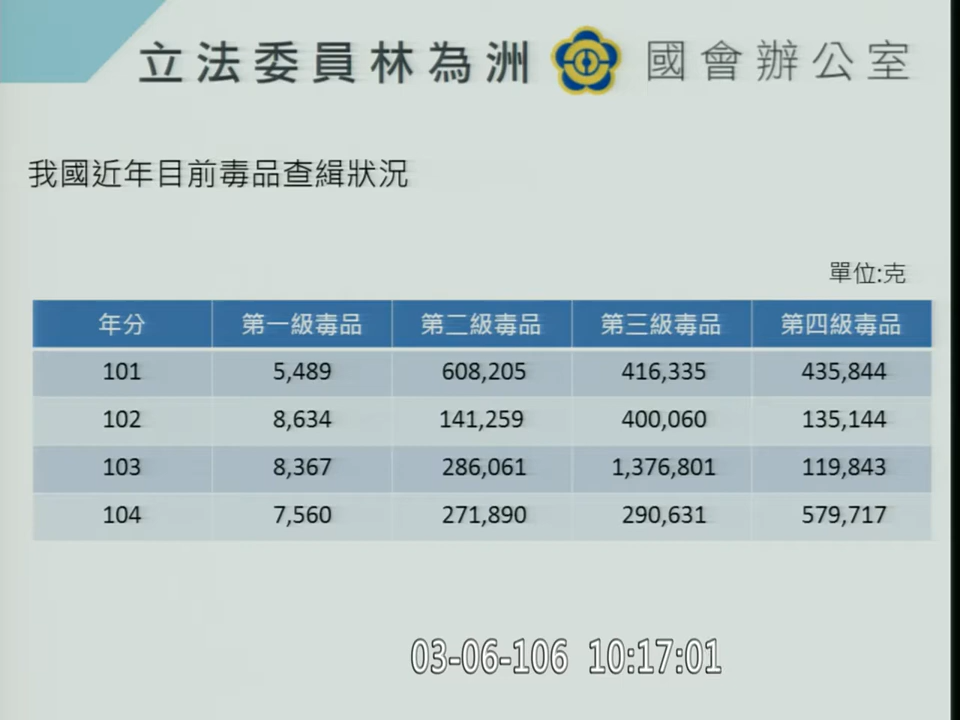 立法委員林為洲 國會辦公室
我國近年目前毒品查緝狀況
單位:克
年分 第一級毒品 第二級毒品 第三級毒品 第四級毒品
101 5,489 608,205 416,335 435,844
102 8,634 141,259 400,060 135,144
103 8,367 286,061 1,376,801 119,843
104 7,560 271,890 290,631 579,717
03-06-106 10:17:01